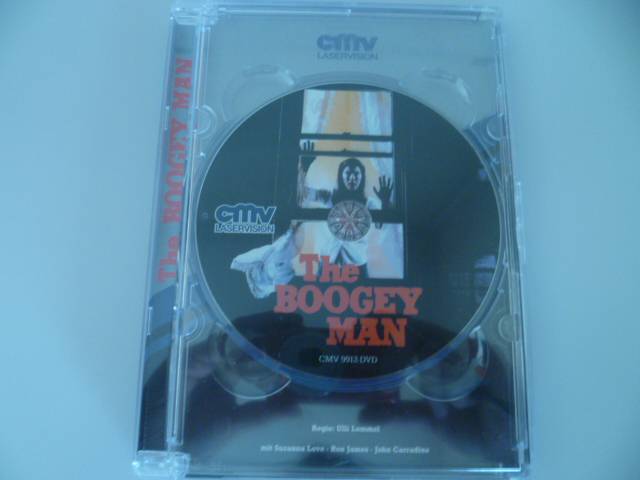 cmv
LASERVISION
The BOOGEY MAN
cmv
LASERVISION
The
BOOGEY
MAN
CMV 9913 DVD
Regie: Ulli Lommel
mit Suzanna Love - Ron James - John Carradine